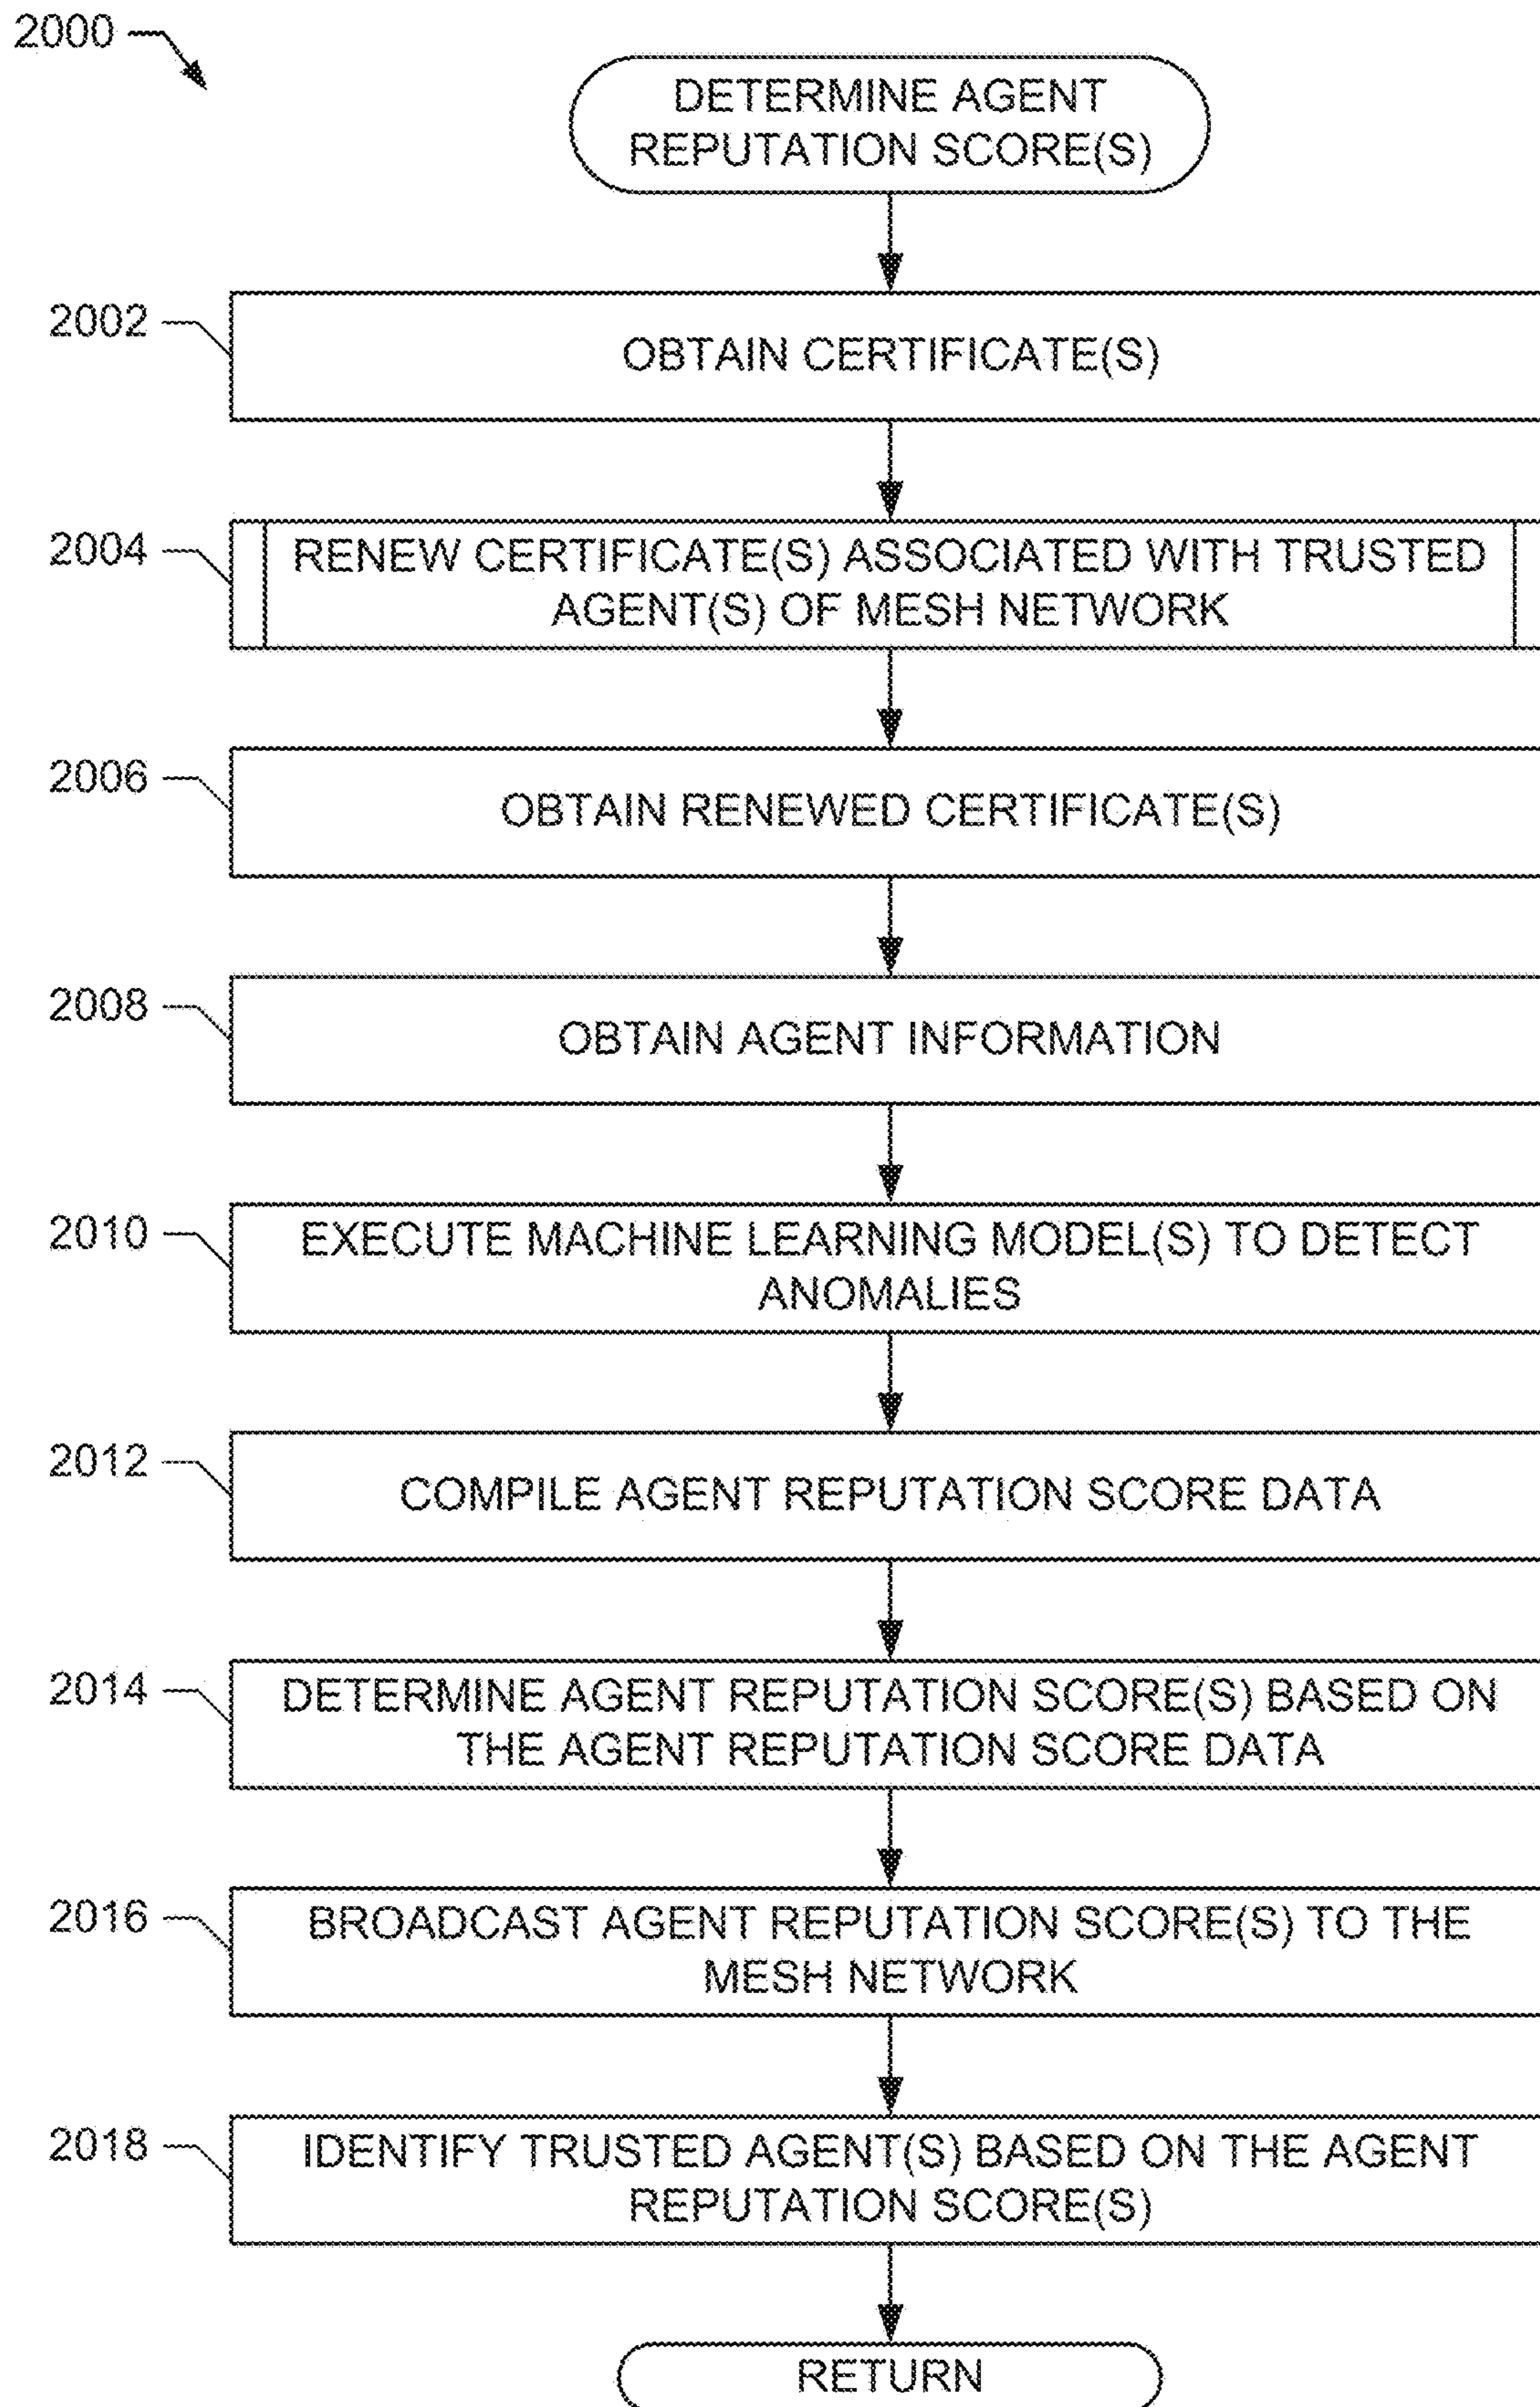 2000
DETERMINE AGENT
REPUTATION SCORE(S)
2002
OBTAIN CERTIFICATE(S)
2004
RENEW CERTIFICATE(S) ASSOCIATED WITH TRUSTED
AGENT(S) OF MESH NETWORK
2006
OBTAIN RENEWED CERTIFICATE(S)
2008
OBTAIN AGENT INFORMATION
2010
EXECUTE MACHINE LEARNING MODEL(S) TO DETECT
ANOMALIES
2012
COMPILE AGENT REPUTATION SCORE DATA
2014
DETERMINE AGENT REPUTATION SCORE(S) BASED ON
THE AGENT REPUTATION SCORE DATA
2016
BROADCAST AGENT REPUTATION SCORE(S) TO THE
MESH NETWORK
2018
IDENTIFY TRUSTED AGENT(S) BASED ON THE AGENT
REPUTATION SCORE(S)
RETURN